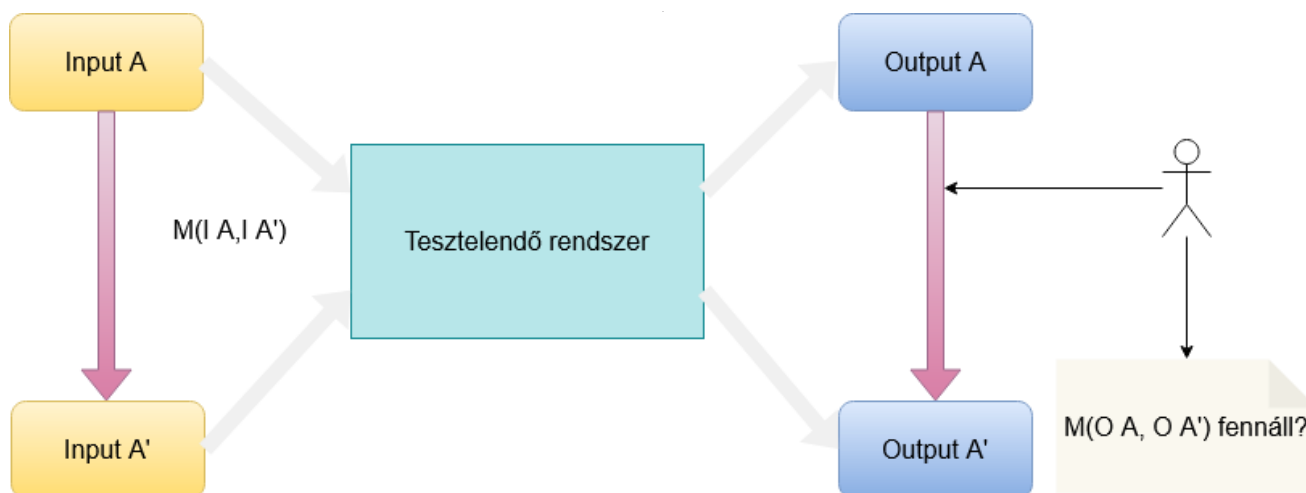 Input A
Output A
M(I A,I A')
Tesztelendő rendszer
Input A'
Output A'
M(O A, O A') fennáll?